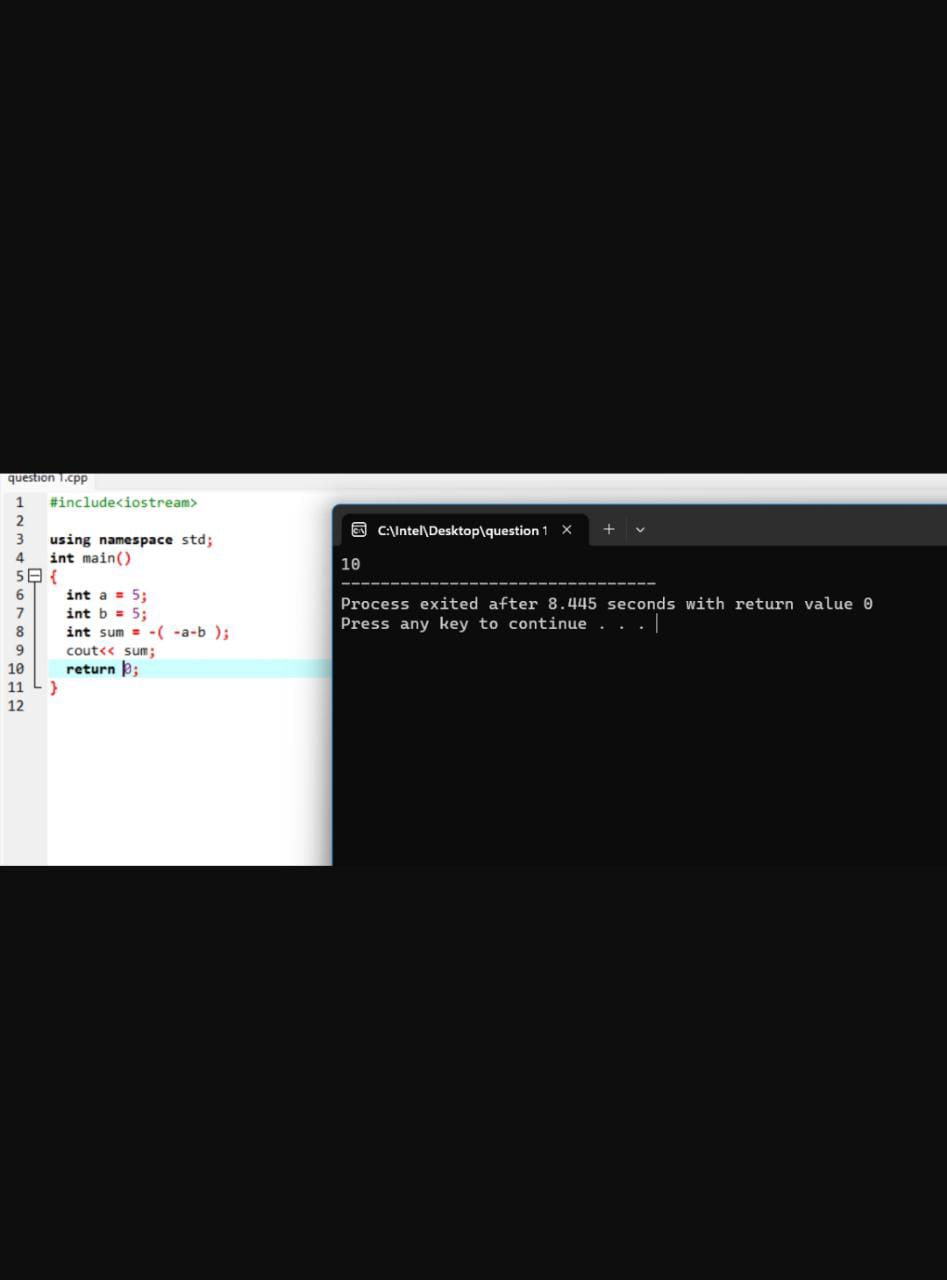 question 1.cpp
1 #include<iostream>
2
3 using namespace std;
4 int main()
5 {
6 int a = 5;
7 int b = 5;
8 int sum = -( -a-b );
9 cout<< sum;
10 return 0;
11 }
12
C:\Intel\Desktop\question 1
10
--------------------------------
Process exited after 8.445 seconds with return value 0
Press any key to continue . . .